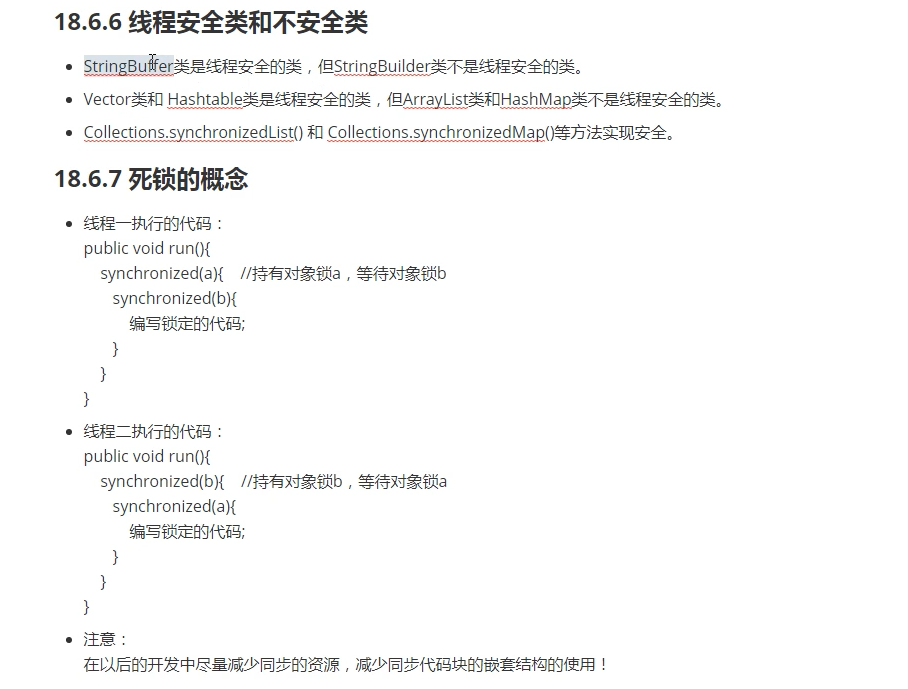 18.6.6 线程安全类和不安全类
StringBuffer类是线程安全的类，但StringBuilder类不是线程安全的类。
Vector类和 Hashtable类是线程安全的类，但ArrayList类和HashMap类不是线程安全的类。
Collections.synchronizedList() 和 Collections.synchronizedMap()等方法实现安全。
18.6.7 死锁的概念
线程一执行的代码：
public void run(){
synchronized(a){ //持有对象锁a，等待对象锁b
synchronized(b){
编写锁定的代码;
}
}
}
线程二执行的代码：
public void run(){
synchronized(b){ //持有对象锁b，等待对象锁a
synchronized(a){
编写锁定的代码;
}
}
}
注意：
在以后的开发中尽量减少同步的资源，减少同步代码块的嵌套结构的使用！